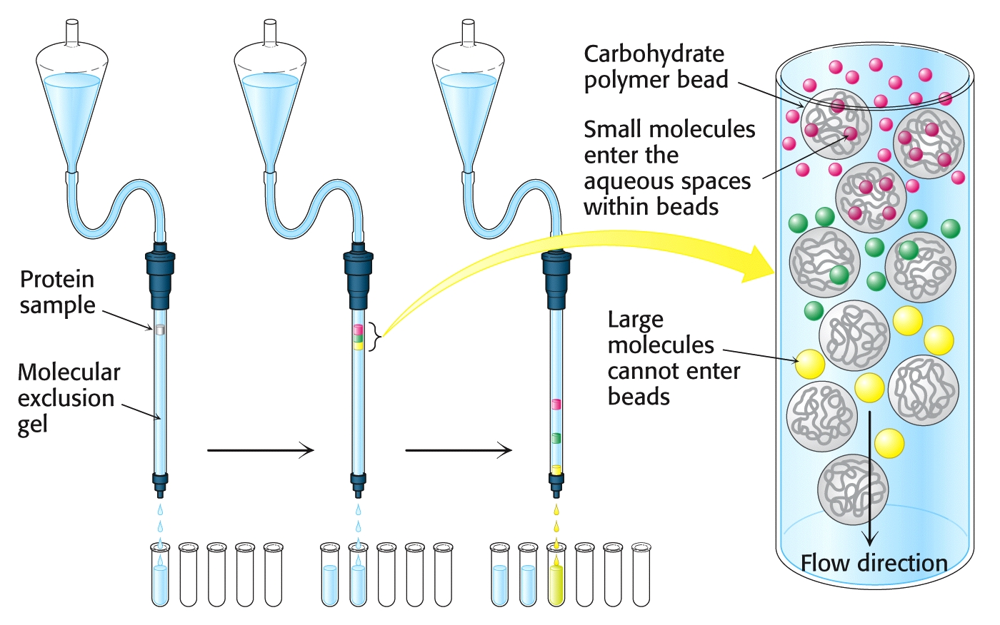 Carbohydrate
polymer bead
Small molecules
enter the
aqueous spaces
within beads
Protein
sample
Molecular
exclusion
gel
Large
molecules
cannot enter
beads
Flow direction